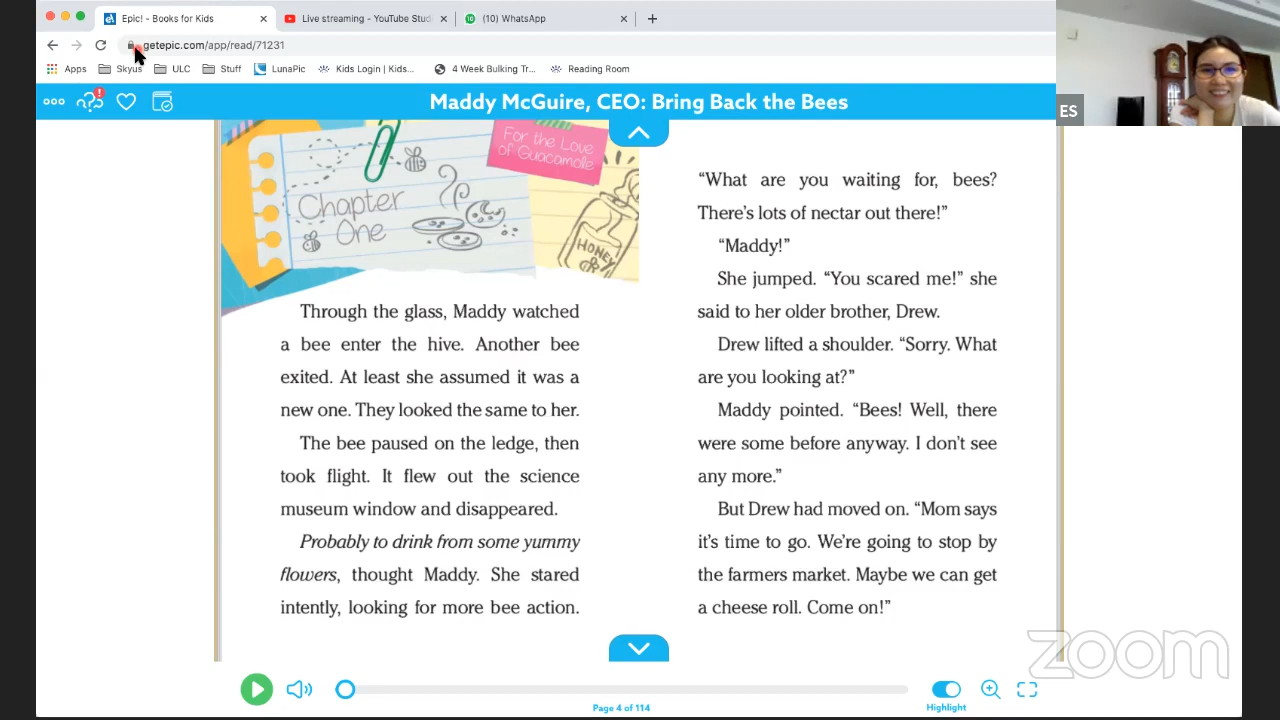 Epic! - Books for Kids
Live streaming - YouTube Stud
(10) WhatsApp
getepic.com/app/read/71231
Apps
Skyus
ULC
Stuff
LunaPic
Kids Login | Kids...
4 Week Bulking Tr...
Reading Room
Maddy McGuire, CEO: Bring Back the Bees
ES
For the Love
of Guacamole
Chapter
One
HONEY
Through the glass, Maddy watched
a bee enter the hive. Another bee
exited. At least she assumed it was a
new one. They looked the same to her.
The bee paused on the ledge, then
took flight. It flew out the science
museum window and disappeared.
Probably to drink from some yummy
flowers, thought Maddy. She stared
intently, looking for more bee action.
“What are you waiting for, bees?
There’s lots of nectar out there!”
“Maddy!”
She jumped. “You scared me!” she
said to her older brother, Drew.
Drew lifted a shoulder. “Sorry. What
are you looking at?”
Maddy pointed. “Bees! Well, there
were some before anyway. I don’t see
any more.”
But Drew had moved on. “Mom says
it’s time to go. We’re going to stop by
the farmers market. Maybe we can get
a cheese roll. Come on!”
zoom
Page 4 of 114
Highlight